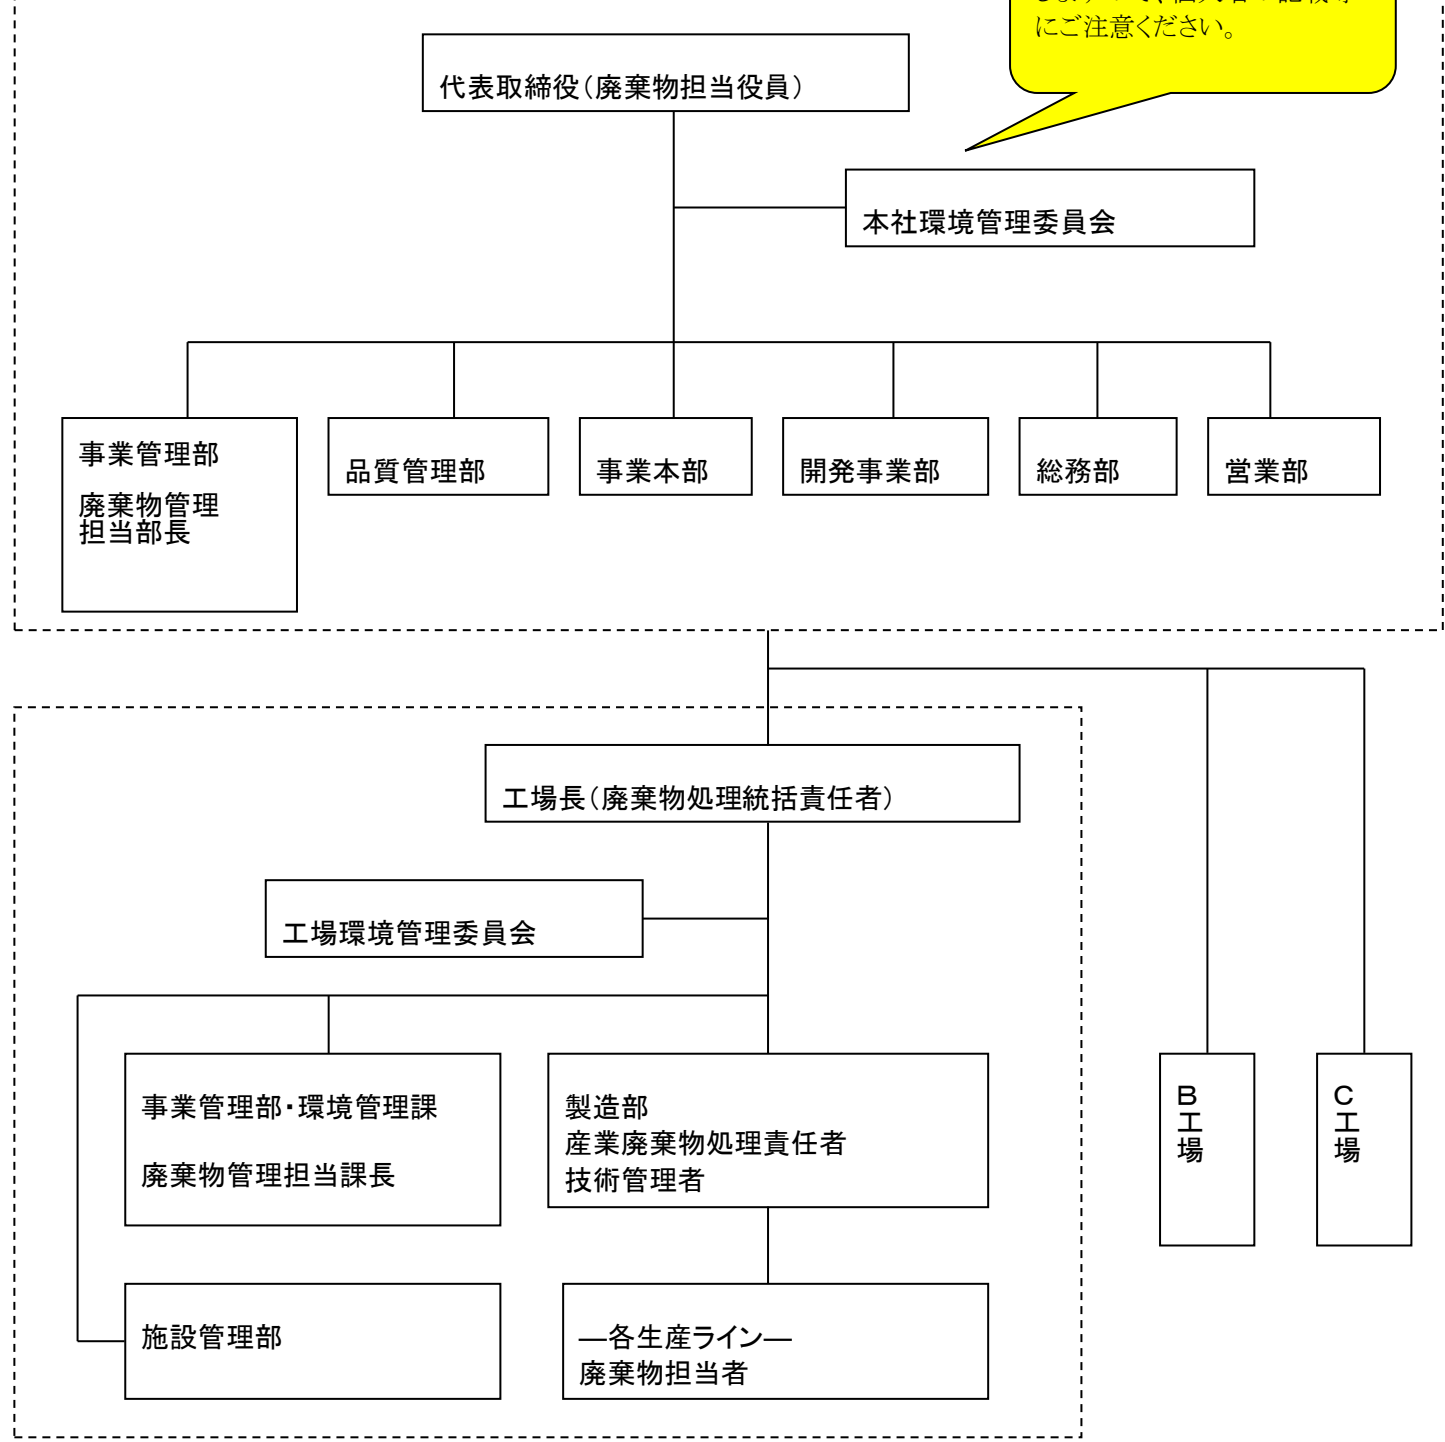 にご注意ください。
代表取締役（廃棄物担当役員）
本社環境管理委員会
事業管理部
廃棄物管理
担当部長
品質管理部
事業本部
開発事業部
総務部
営業部
工場長（廃棄物処理統括責任者）
工場環境管理委員会
事業管理部・環境管理課
廃棄物管理担当課長
製造部
産業廃棄物処理責任者
技術管理者
B工場
C工場
施設管理部
―各生産ライン―
廃棄物担当者